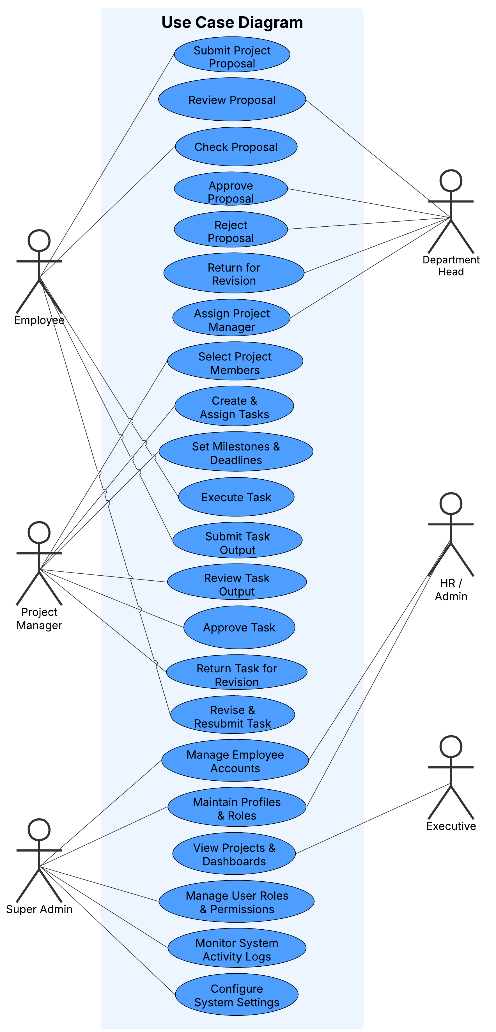 Use Case Diagram
Submit Project
Proposal
Review Proposal
Check Proposal
Approve
Proposal
Reject
Proposal
Return for
Revision
Assign Project
Manager
Select Project
Members
Create &
Assign Tasks
Set Milestones &
Deadlines
Execute Task
Submit Task
Output
Review Task
Output
Approve Task
Return Task for
Revision
Revise &
Resubmit Task
Manage Employee
Accounts
Maintain Profiles
& Roles
View Projects &
Dashboards
Manage User Roles
& Permissions
Monitor System
Activity Logs
Configure
System Settings
Employee
Project
Manager
Super Admin
Department
Head
HR /
Admin
Executive